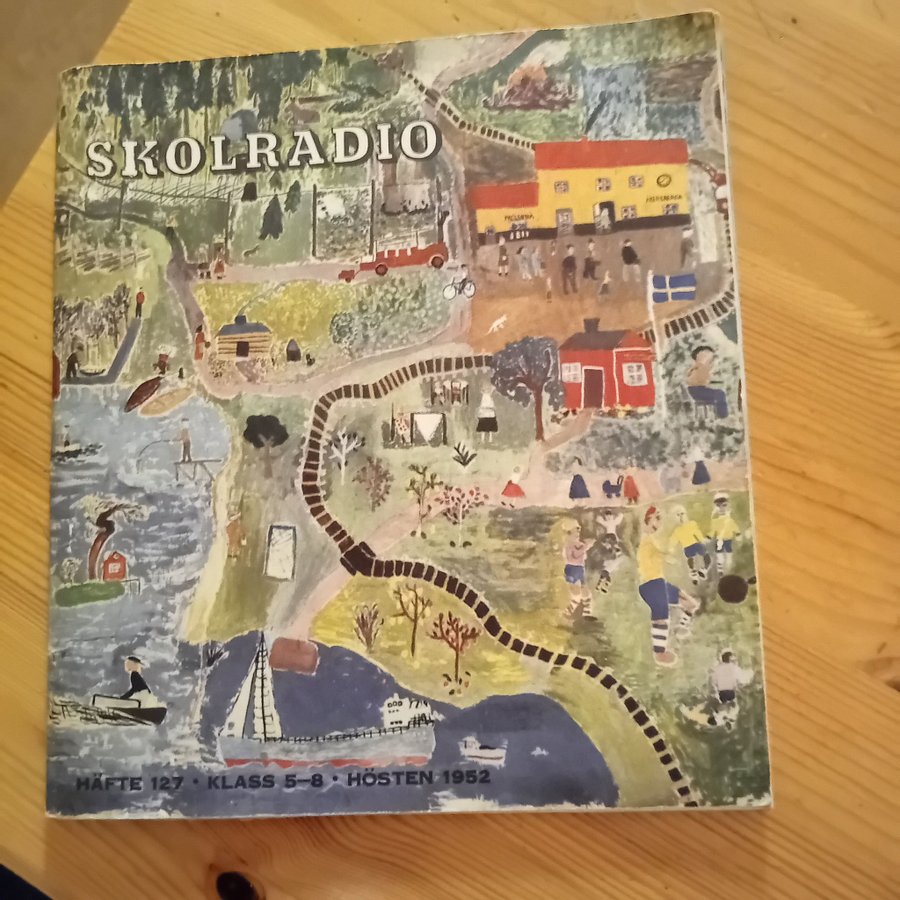 SKOLRADIO
HÄFTE 127 · KLASS 5–8 · HÖSTEN 1952